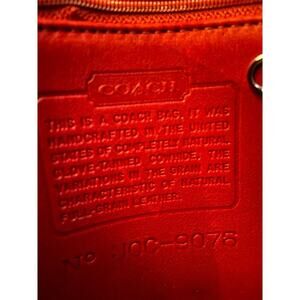 COACH
THIS IS A COACH BAG. IT WAS
HANDCRAFTED IN THE UNITED
STATES OF COMPLETELY NATURAL
GLOVE-TANNED COWHIDE. THE
VARIATIONS IN THE GRAIN ARE
CHARACTERISTIC OF NATURAL
FULL-GRAIN LEATHER.
No